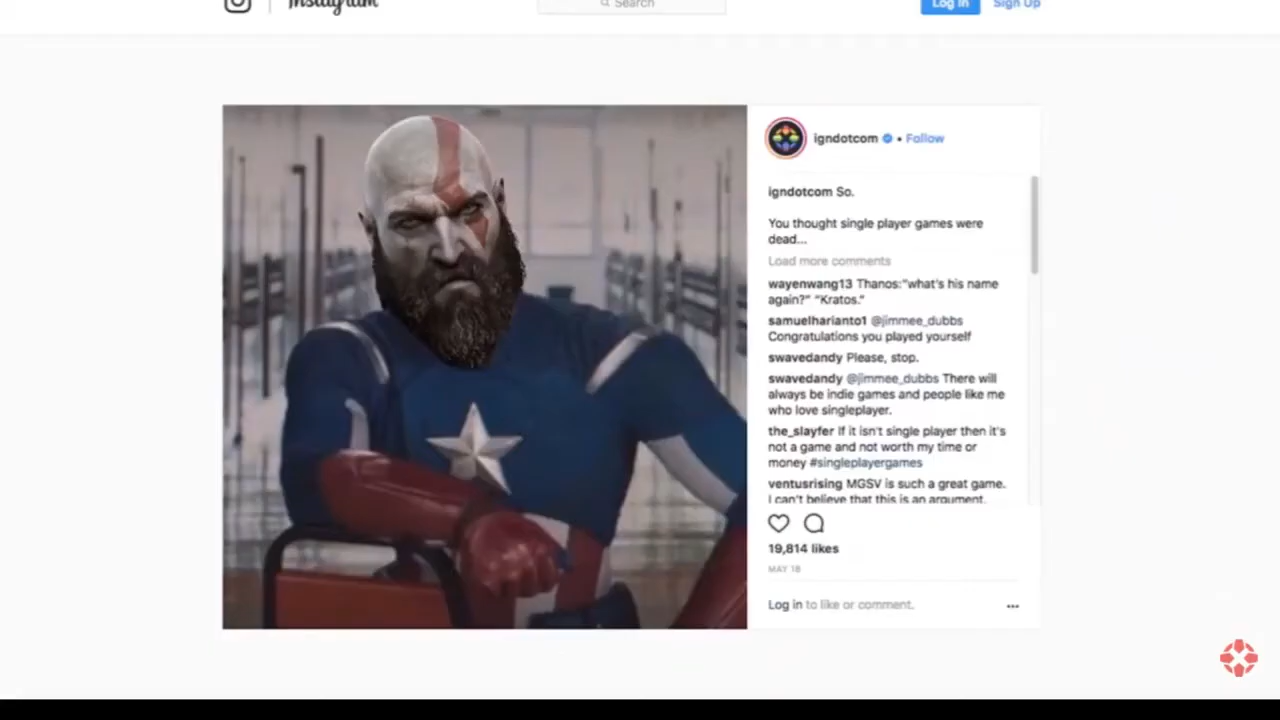 Instagram
Search
Log In
Sign Up
igndotcom • Follow
igndotcom So.
You thought single player games were
dead...
Load more comments
wayenwang13 Thanos:"what's his name
again?" "Kratos."
samuelharianto1 @jimmee_dubbs
Congratulations you played yourself
swavedandy Please, stop.
swavedandy @jimmee_dubbs There will
always be indie games and people like me
who love singleplayer.
the_slayfer If it isn't single player then it's
not a game and not worth my time or
money #singleplayergames
ventusrising MGSV is such a great game.
I can't believe that this is an argument.
19,814 likes
MAY 18
Log in to like or comment.